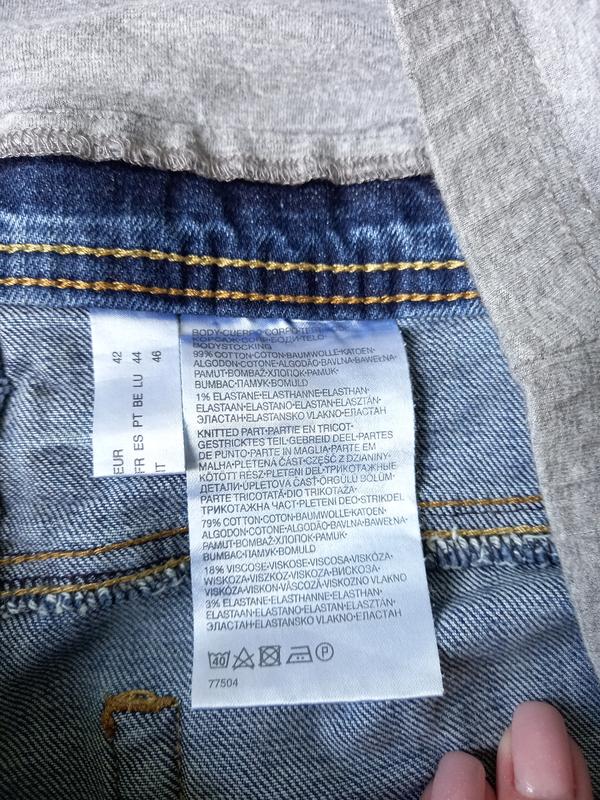 EUR 42
FR ES PT BE LU 44
IT 46
BODY·CUERPO·CORPO·
BODYSTOCKING
99% COTTON·COTON·BAUMWOLLE·KATOEN·
ALGODON·COTONE·ALGODÃO·BAVLNA·BAWEŁNA·
PAMUT·BOMBAŽ·ХЛОПОК·PAMUK·
BUMBAC·ПАМУК·BOMULD
1% ELASTANE·ELASTHANNE·ELASTHAN·
ELASTAAN·ELASTANO·ELASTAN·ELASZTÁN·
ЭЛАСТАН·ELASTANSKO VLAKNO·ЕЛАСТАН
KNITTED PART·PARTIE EN TRICOT·
GESTRICKTES TEIL·GEBREID DEEL·PARTES
DE PUNTO·PARTE IN MAGLIA·PARTE EM
MALHA·PLETENÁ ČÁST·CZĘŚĆ Z DZIANINY·
KÖTÖTT RÉSZ·PLETENI DEL·ТРИКОТАЖНЫЕ
ДЕТАЛИ·ÚPLETOVÁ ČASŤ·ÖRGÜLÜ BÖLÜM·
PARTE TRICOTATĂ·DIO TRIKOTAŽA·
ТРИКОТАЖНА ЧАСТ·PLETENI DEO·STRIKDEL
79% COTTON·COTON·BAUMWOLLE·KATOEN·
ALGODON·COTONE·ALGODÃO·BAVLNA·BAWEŁNA·
PAMUT·BOMBAŽ·ХЛОПОК·PAMUK·
BUMBAC·ПАМУК·BOMULD
18% VISCOSE·VISKOSE·VISCOSA·VISKÓZA·
WISKOZA·VISZKÓZ·VISKOZA·ВИСКОЗА·
VISKÓZA·VISKON·VÂSCOZĂ·VISKOZNO VLAKNO
3% ELASTANE·ELASTHANNE·ELASTHAN·
ELASTAAN·ELASTANO·ELASTAN·ELASZTÁN·
ЭЛАСТАН·ELASTANSKO VLAKNO·ЕЛАСТАН
40 P
77504